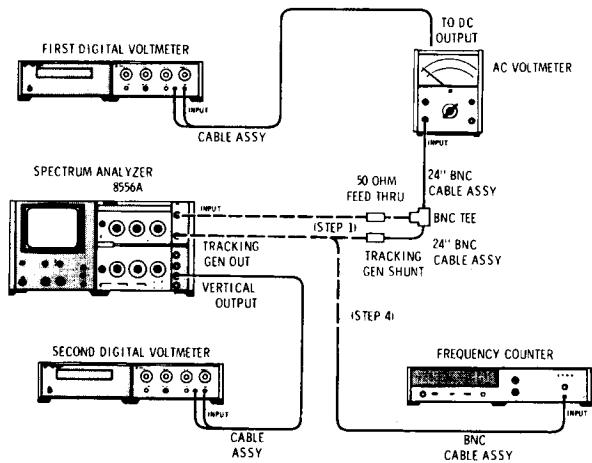 TO DC
OUTPUT
FIRST DIGITAL VOLTMETER
AC VOLTMETER
INPUT
CABLE ASSY
INPUT
SPECTRUM ANALYZER
8556A
50 OHM
FEED THRU
24" BNC
CABLE ASSY
INPUT
(STEP 1)
BNC TEE
TRACKING
GEN OUT
TRACKING
GEN SHUNT
24" BNC
CABLE ASSY
VERTICAL
OUTPUT
(STEP 4)
SECOND DIGITAL VOLTMETER
FREQUENCY COUNTER
INPUT
INPUT
CABLE
ASSY
BNC
CABLE ASSY